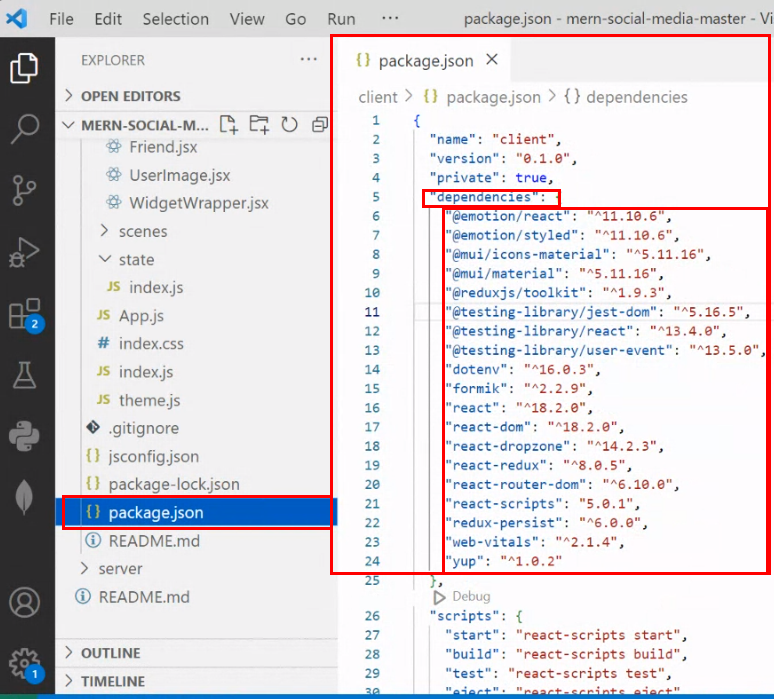 File Edit Selection View Go Run ··· package.json - mern-social-media-master - Vi
EXPLORER ···
OPEN EDITORS
MERN-SOCIAL-M...
Friend.jsx
UserImage.jsx
WidgetWrapper.jsx
scenes
state
JS index.js
JS App.js
# index.css
JS index.js
JS theme.js
.gitignore
{} jsconfig.json
{} package-lock.json
{} package.json
README.md
server
README.md
OUTLINE
TIMELINE
2
1
{} package.json ×
client > {} package.json > {} dependencies
1 {
2 "name": "client",
3 "version": "0.1.0",
4 "private": true,
5 "dependencies": {
6 "@emotion/react": "^11.10.6",
7 "@emotion/styled": "^11.10.6",
8 "@mui/icons-material": "^5.11.16",
9 "@mui/material": "^5.11.16",
10 "@reduxjs/toolkit": "^1.9.3",
11 "@testing-library/jest-dom": "^5.16.5",
12 "@testing-library/react": "^13.4.0",
13 "@testing-library/user-event": "^13.5.0",
14 "dotenv": "^16.0.3",
15 "formik": "^2.2.9",
16 "react": "^18.2.0",
17 "react-dom": "^18.2.0",
18 "react-dropzone": "^14.2.3",
19 "react-redux": "^8.0.5",
20 "react-router-dom": "^6.10.0",
21 "react-scripts": "5.0.1",
22 "redux-persist": "^6.0.0",
23 "web-vitals": "^2.1.4",
24 "yup": "^1.0.2"
25 },
Debug
26 "scripts": {
27 "start": "react-scripts start",
28 "build": "react-scripts build",
29 "test": "react-scripts test",
30 "eject": "react-scripts eject"